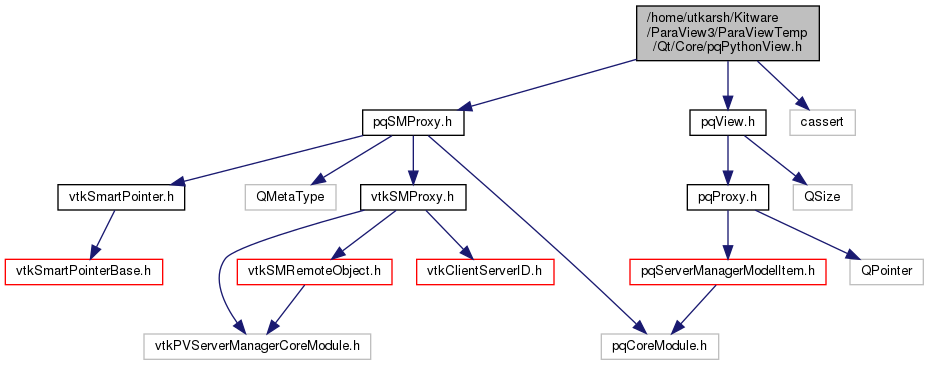 /home/utkarsh/Kitware
/ParaView3/ParaViewTemp
/Qt/Core/pqPythonView.h
pqSMProxy.h
pqView.h
cassert
vtkSmartPointer.h
QMetaType
vtkSMProxy.h
pqProxy.h
QSize
vtkSmartPointerBase.h
vtkSMRemoteObject.h
vtkClientServerID.h
pqServerManagerModelItem.h
QPointer
vtkPVServerManagerCoreModule.h
pqCoreModule.h